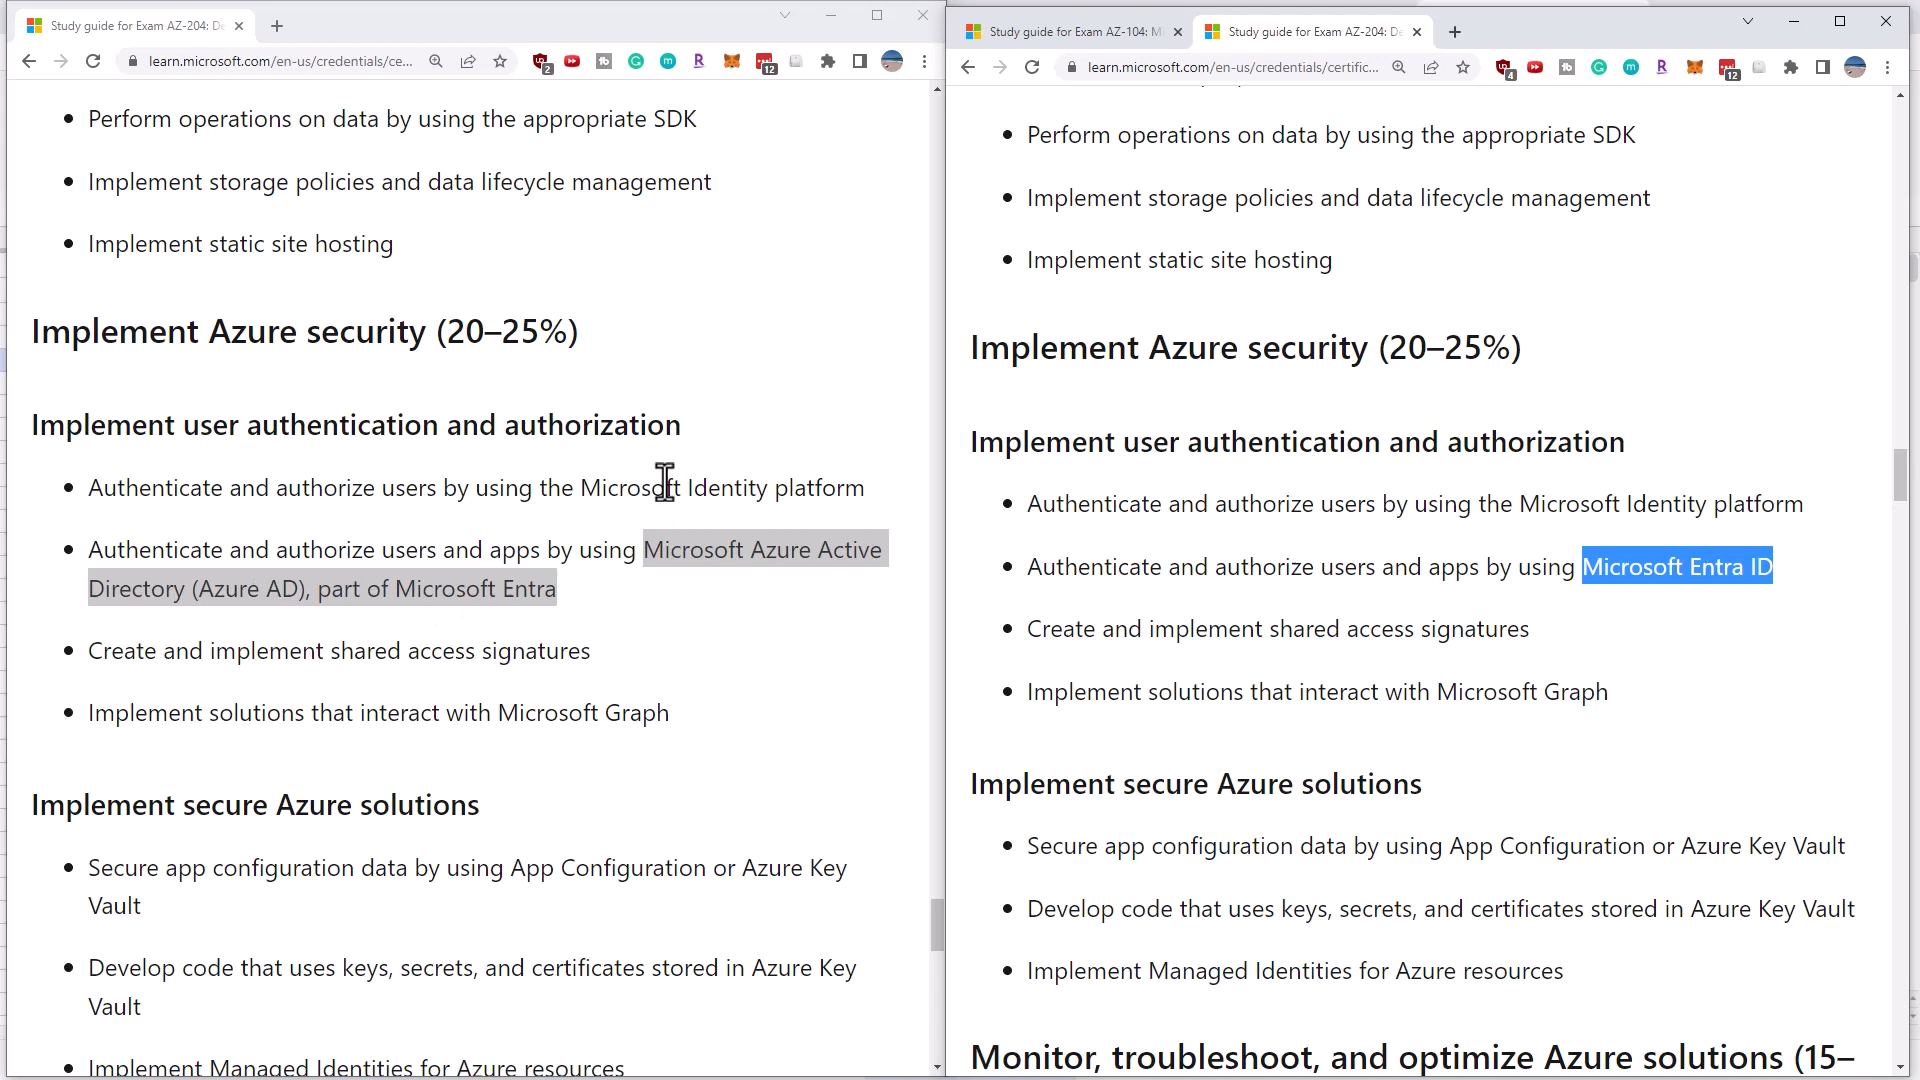 Study guide for Exam AZ-204: De
learn.microsoft.com/en-us/credentials/ce...
2
12
Perform operations on data by using the appropriate SDK
Implement storage policies and data lifecycle management
Implement static site hosting
Implement Azure security (20–25%)
Implement user authentication and authorization
Authenticate and authorize users by using the Microsoft Identity platform
Authenticate and authorize users and apps by using Microsoft Azure Active
Directory (Azure AD), part of Microsoft Entra
Create and implement shared access signatures
Implement solutions that interact with Microsoft Graph
Implement secure Azure solutions
Secure app configuration data by using App Configuration or Azure Key
Vault
Develop code that uses keys, secrets, and certificates stored in Azure Key
Vault
Implement Managed Identities for Azure resources
Study guide for Exam AZ-104: Mi
Study guide for Exam AZ-204: De
learn.microsoft.com/en-us/credentials/certific...
4
12
Perform operations on data by using the appropriate SDK
Implement storage policies and data lifecycle management
Implement static site hosting
Implement Azure security (20–25%)
Implement user authentication and authorization
Authenticate and authorize users by using the Microsoft Identity platform
Authenticate and authorize users and apps by using Microsoft Entra ID
Create and implement shared access signatures
Implement solutions that interact with Microsoft Graph
Implement secure Azure solutions
Secure app configuration data by using App Configuration or Azure Key Vault
Develop code that uses keys, secrets, and certificates stored in Azure Key Vault
Implement Managed Identities for Azure resources
Monitor, troubleshoot, and optimize Azure solutions (15–